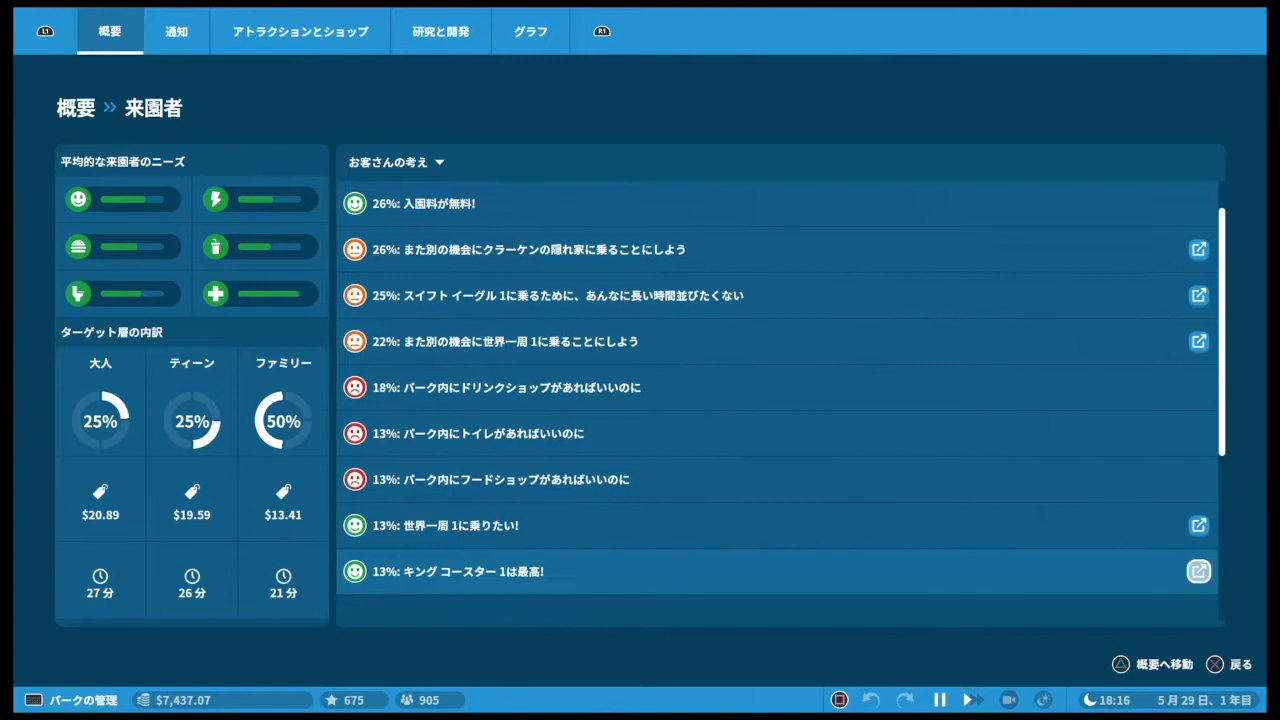 L1 概要 通知 アトラクションとショップ 研究と開発 グラフ R1
概要 » 来園者
平均的な来園者のニーズ
ターゲット層の内訳
大人 ティーン ファミリー
25% 25% 50%
$20.89 $19.59 $13.41
27 分 26 分 21 分
お客さんの考え
26%: 入園料が無料!
26%: また別の機会にクラーケンの隠れ家に乗ることにしよう
25%: スイフト イーグル 1に乗るために、あんなに長い時間並びたくない
22%: また別の機会に世界一周 1に乗ることにしよう
18%: パーク内にドリンクショップがあればいいのに
13%: パーク内にトイレがあればいいのに
13%: パーク内にフードショップがあればいいのに
13%: 世界一周 1に乗りたい!
13%: キング コースター 1は最高!
概要へ移動 戻る
パークの管理 $7,437.07 675 905 18:16 5 月 29 日、1 年目